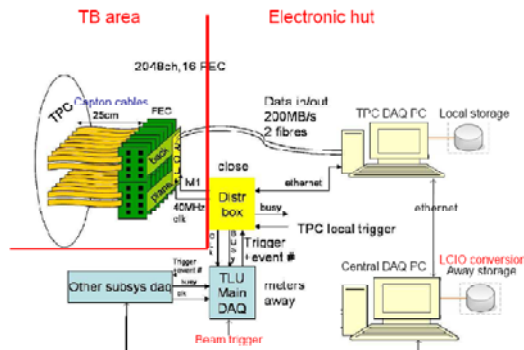 TB area
Electronic hut
2048ch,16 FEC
TPC
Capton cables
25cm
FEC
back
plane
Data in/out
200MB/s
2 fibres
TPC DAQ PC
Local storage
close
M1
ethernet
Distr
box
busy
40MHz
clk
TPC local trigger
ethernet
Trigger
+event #
Trigger
+event #
busy
clk
Other subsys daq
TLU
Main
DAQ
meters
away
Central DAQ PC
LCIO conversion
Away storage
Beam trigger